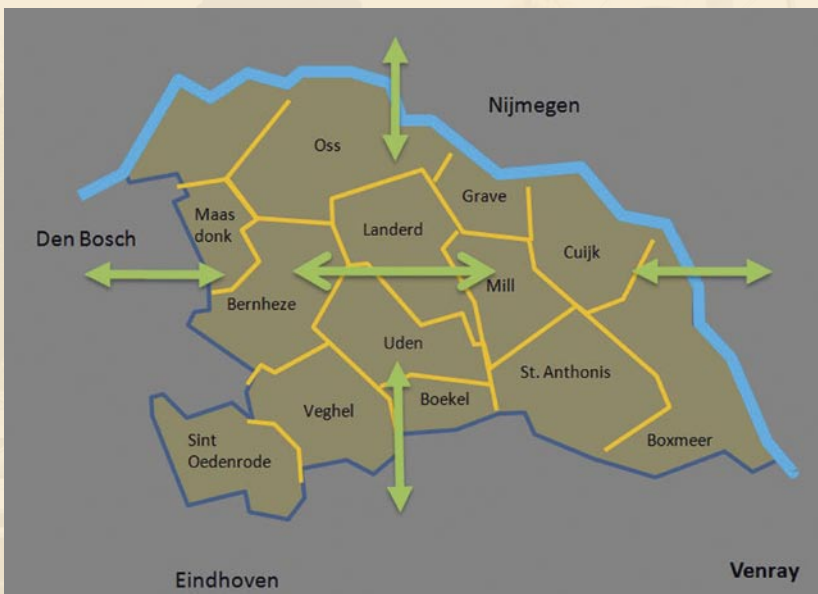 Nijmegen
Oss
Grave
Maas
donk
Landerd
Den Bosch
Cuijk
Mill
Bernheze
Uden
St. Anthonis
Boekel
Veghel
Sint
Oedenrode
Boxmeer
Venray
Eindhoven